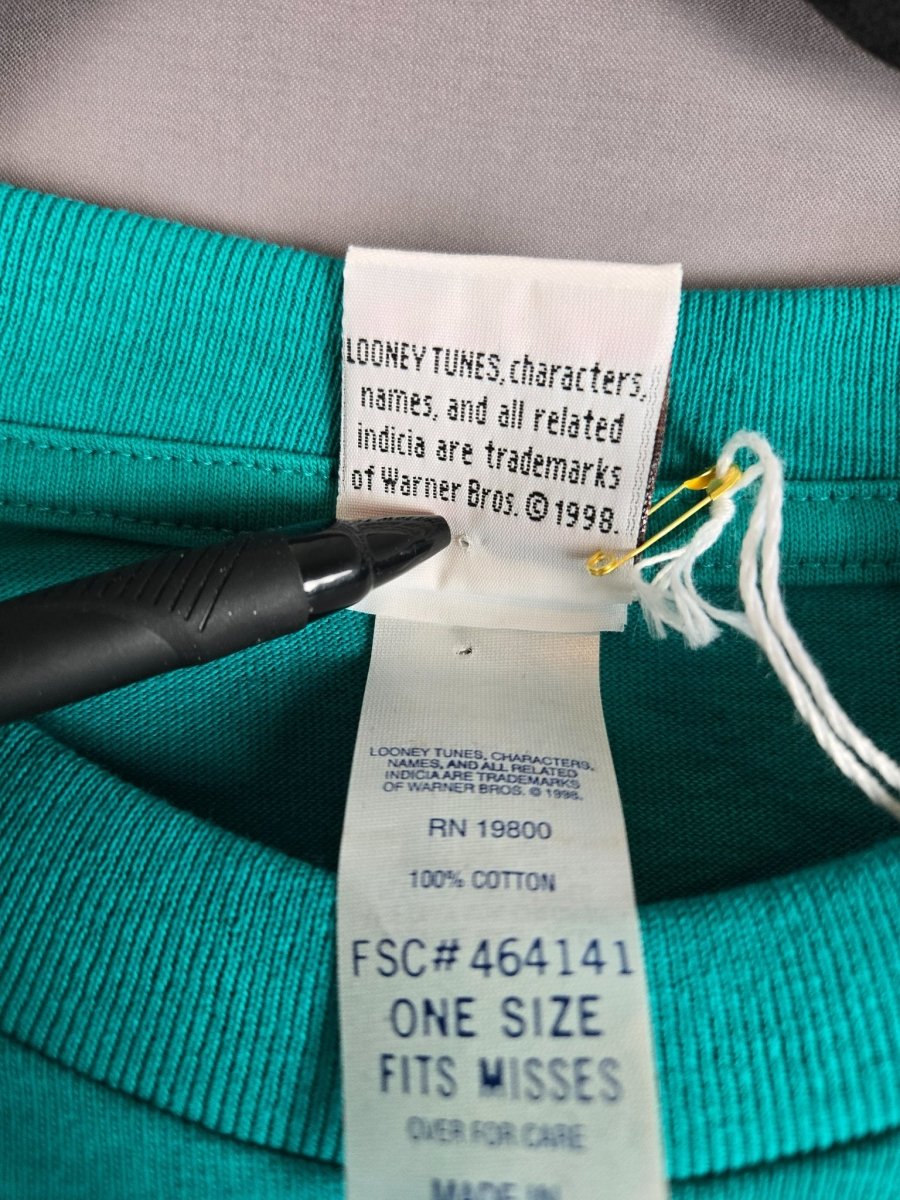 LOONEY TUNES, characters,
names, and all related
indicia are trademarks
of Warner Bros. © 1998.
LOONEY TUNES, CHARACTERS,
NAMES, AND ALL RELATED
INDICIA ARE TRADEMARKS
OF WARNER BROS. © 1998.
RN 19800
100% COTTON
FSC# 464141
ONE SIZE
FITS MISSES
OVER FOR CARE
MADE IN